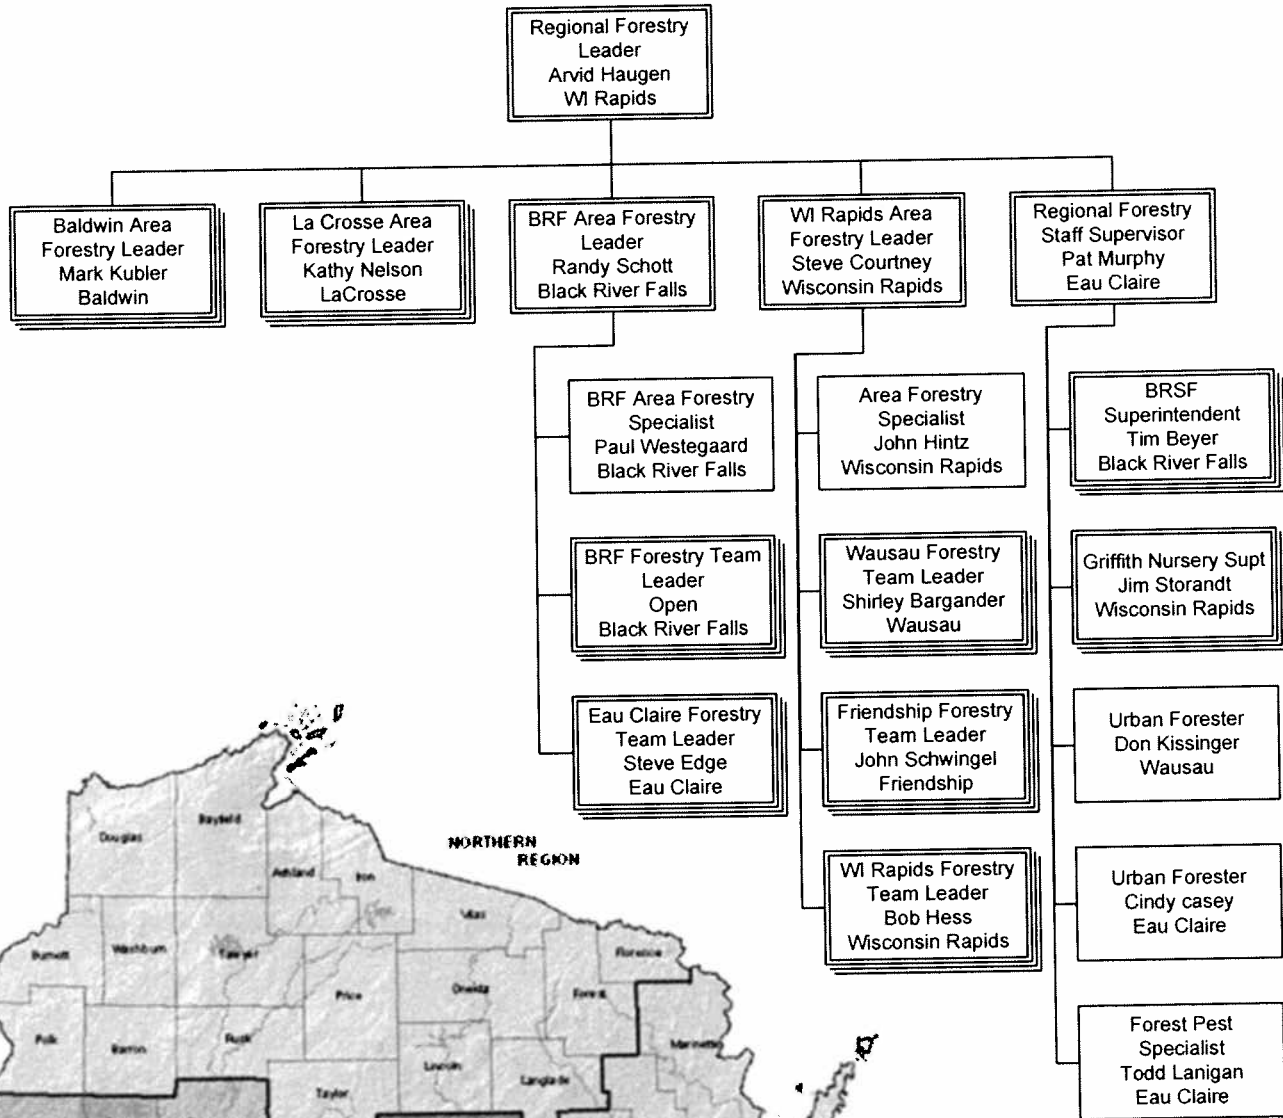 Regional Forestry
Leader
Arvid Haugen
WI Rapids
Baldwin Area
Forestry Leader
Mark Kubler
Baldwin
La Crosse Area
Forestry Leader
Kathy Nelson
LaCrosse
BRF Area Forestry
Leader
Randy Schott
Black River Falls
WI Rapids Area
Forestry Leader
Steve Courtney
Wisconsin Rapids
Regional Forestry
Staff Supervisor
Pat Murphy
Eau Claire
BRF Area Forestry
Specialist
Paul Westegaard
Black River Falls
BRF Forestry Team
Leader
Open
Black River Falls
Eau Claire Forestry
Team Leader
Steve Edge
Eau Claire
Area Forestry
Specialist
John Hintz
Wisconsin Rapids
Wausau Forestry
Team Leader
Shirley Bargander
Wausau
Friendship Forestry
Team Leader
John Schwingel
Friendship
WI Rapids Forestry
Team Leader
Bob Hess
Wisconsin Rapids
BRSF
Superintendent
Tim Beyer
Black River Falls
Griffith Nursery Supt
Jim Storandt
Wisconsin Rapids
Urban Forester
Don Kissinger
Wausau
Urban Forester
Cindy casey
Eau Claire
Forest Pest
Specialist
Todd Lanigan
Eau Claire
NORTHERN
REGION
Douglas
Bayfield
Ashland
Iron
Vilas
Florence
Burnett
Washburn
Sawyer
Price
Oneida
Forest
Marinette
Polk
Barron
Rusk
Lincoln
Langlade
Taylor